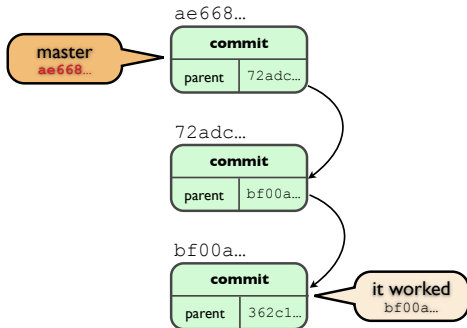 ae668…
commit
master
ae668…
parent 72adc…
72adc…
commit
parent bf00a…
bf00a…
commit
it worked
bf00a…
parent 362c1…